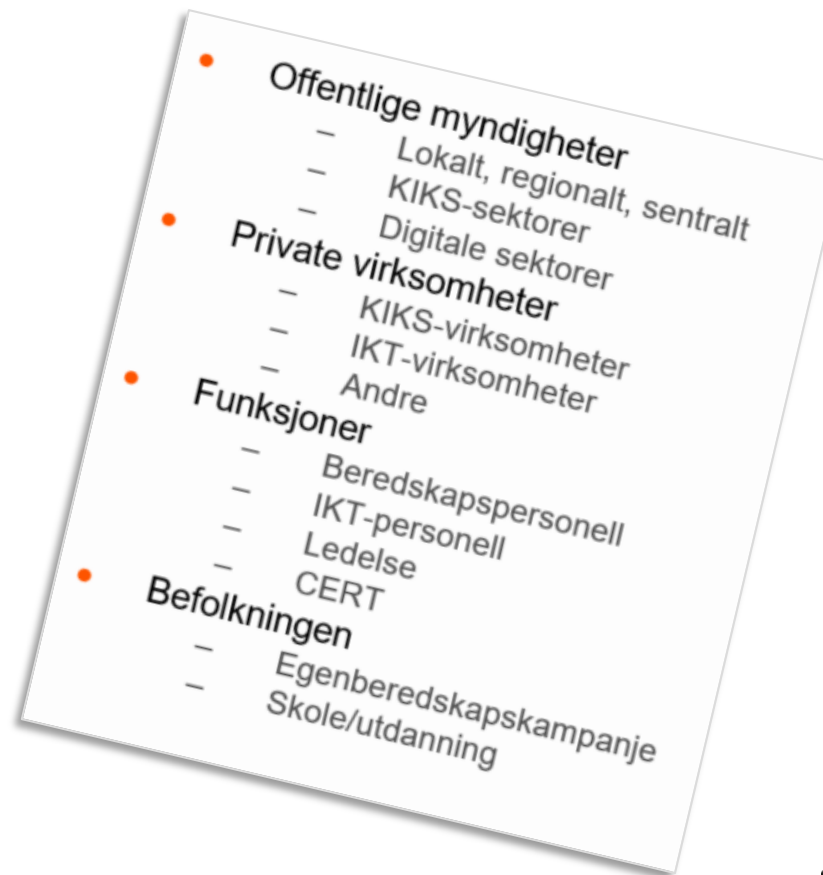 • Offentlige myndigheter
– Lokalt, regionalt, sentralt
– KIKS-sektorer
– Digitale sektorer
• Private virksomheter
– KIKS-virksomheter
– IKT-virksomheter
– Andre
• Funksjoner
– Beredskapspersonell
– IKT-personell
– Ledelse
– CERT
• Befolkningen
– Egenberedskapskampanje
– Skole/utdanning